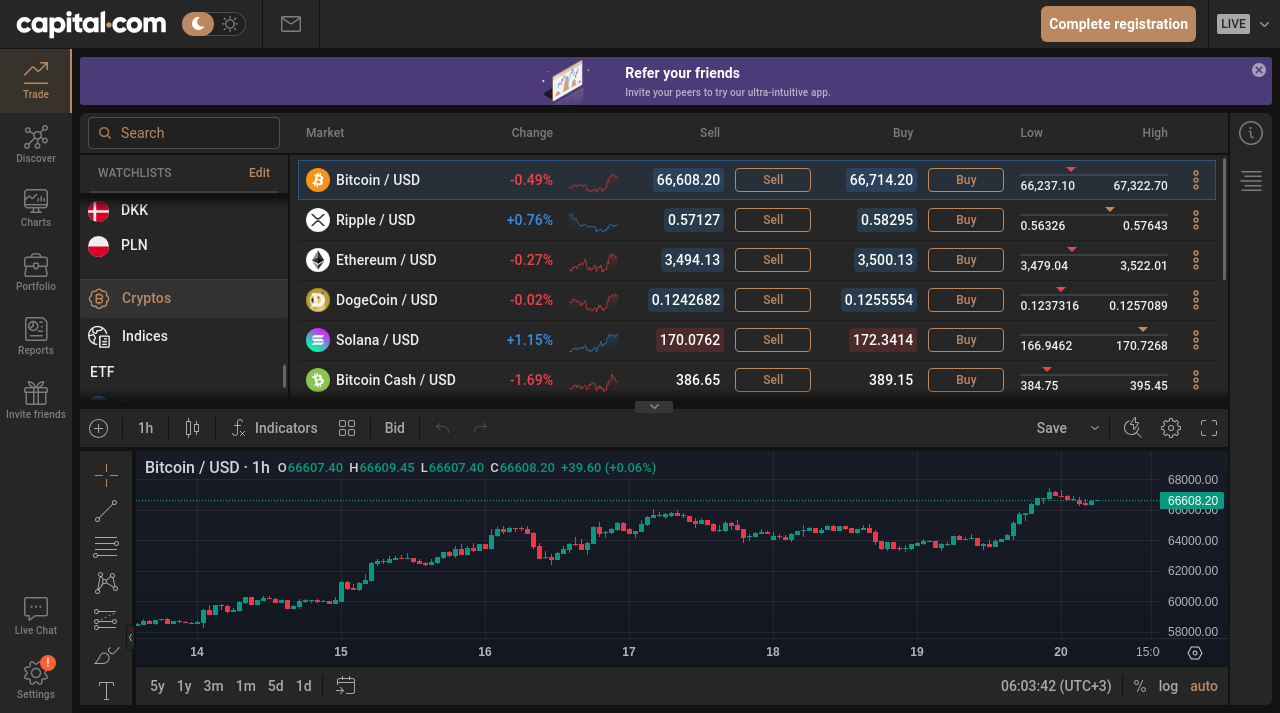 capital.com
Complete registration
LIVE
Trade
Discover
Charts
Portfolio
Reports
Invite friends
Live Chat
!
Settings
Refer your friends
Invite your peers to try our ultra-intuitive app.
Search
WATCHLISTS Edit
DKK
PLN
Cryptos
Indices
ETF
Market Change Sell Buy Low High
Bitcoin / USD -0.49% 66,608.20 Sell 66,714.20 Buy 66,237.10 67,322.70
Ripple / USD +0.76% 0.57127 Sell 0.58295 Buy 0.56326 0.57643
Ethereum / USD -0.27% 3,494.13 Sell 3,500.13 Buy 3,479.04 3,522.01
DogeCoin / USD -0.02% 0.1242682 Sell 0.1255554 Buy 0.1237316 0.1257089
Solana / USD +1.15% 170.0762 Sell 172.3414 Buy 166.9462 170.7268
Bitcoin Cash / USD -1.69% 386.65 Sell 389.15 Buy 384.75 395.45
1h Indicators Bid Save
Bitcoin / USD · 1h O66607.40 H66609.45 L66607.40 C66608.20 +39.60 (+0.06%)
68000.00
66608.20
66000.00
64000.00
62000.00
60000.00
58000.00
14 15 16 17 18 19 20 15:0
5y 1y 3m 1m 5d 1d 06:03:42 (UTC+3) % log auto